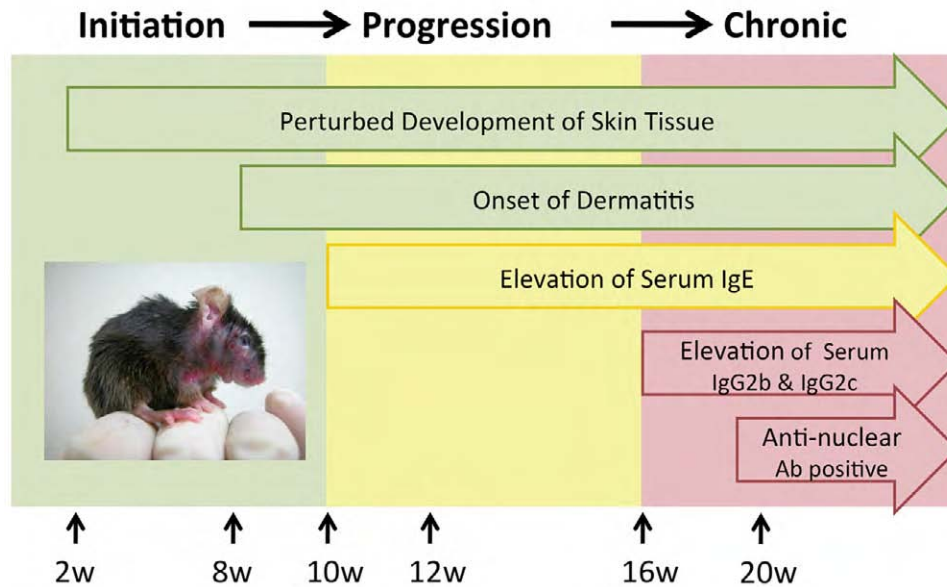 Initiation → Progression → Chronic
Perturbed Development of Skin Tissue
Onset of Dermatitis
Elevation of Serum IgE
Elevation of Serum
IgG2b & IgG2c
Anti-nuclear
Ab positive
2w 8w 10w 12w 16w 20w